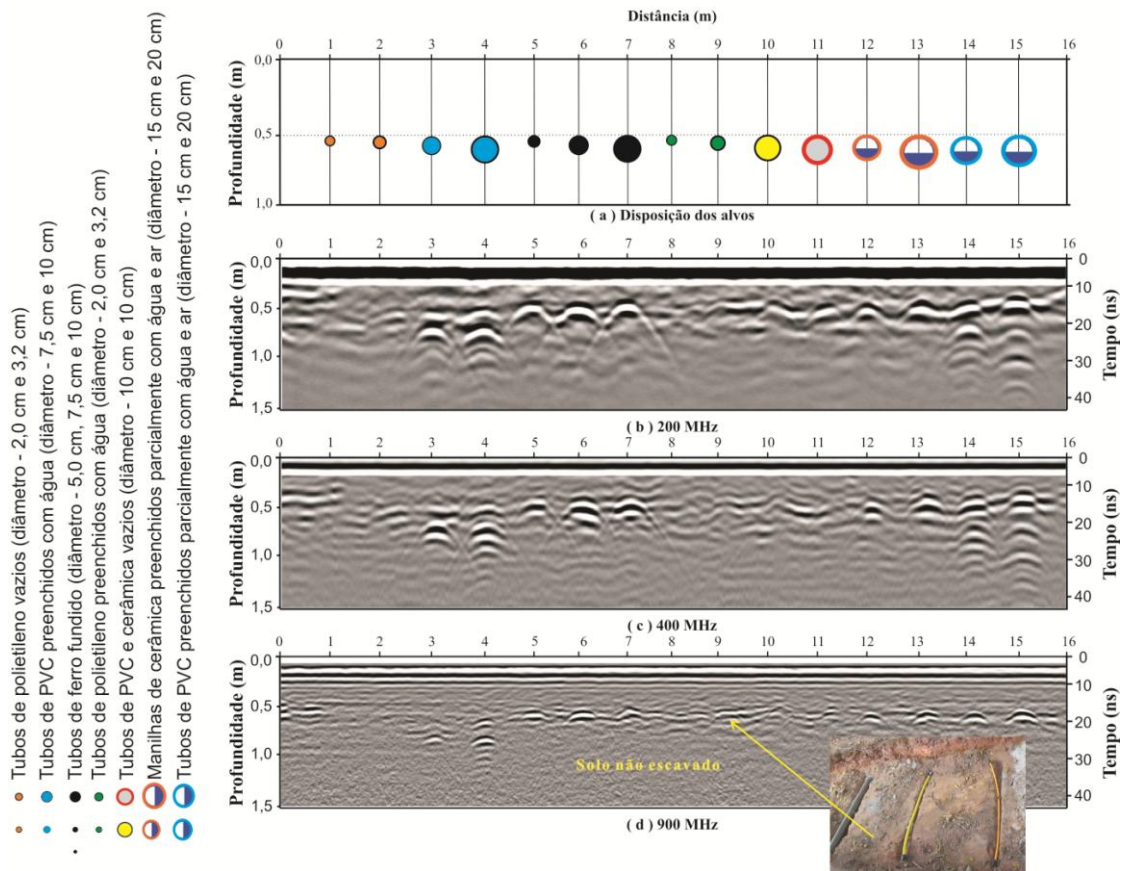 Tubos de polietileno vazios (diâmetro - 2,0 cm e 3,2 cm)
Tubos de PVC preenchidos com água (diâmetro - 7,5 cm e 10 cm)
Tubos de ferro fundido (diâmetro - 5,0 cm, 7,5 cm e 10 cm)
Tubos de polietileno preenchidos com água (diâmetro - 2,0 cm e 3,2 cm)
Tubos de PVC e cerâmica vazios (diâmetro - 10 cm e 10 cm)
Manilhas de cerâmica preenchidos parcialmente com água e ar (diâmetro - 15 cm e 20 cm)
Tubos de PVC preenchidos parcialmente com água e ar (diâmetro - 15 cm e 20 cm)
Distância (m)
0 1 2 3 4 5 6 7 8 9 10 11 12 13 14 15 16
Profundidade (m)
0,0
0,5
1,0
( a ) Disposição dos alvos
0 1 2 3 4 5 6 7 8 9 10 11 12 13 14 15 16
Profundidade (m)
0,0
0,5
1,0
1,5
0
10
20
30
40
Tempo (ns)
( b ) 200 MHz
0 1 2 3 4 5 6 7 8 9 10 11 12 13 14 15 16
Profundidade (m)
0,0
0,5
1,0
1,5
0
10
20
30
40
Tempo (ns)
( c ) 400 MHz
0 1 2 3 4 5 6 7 8 9 10 11 12 13 14 15 16
Profundidade (m)
0,0
0,5
1,0
1,5
0
10
20
30
40
Tempo (ns)
Solo não escavado
( d ) 900 MHz